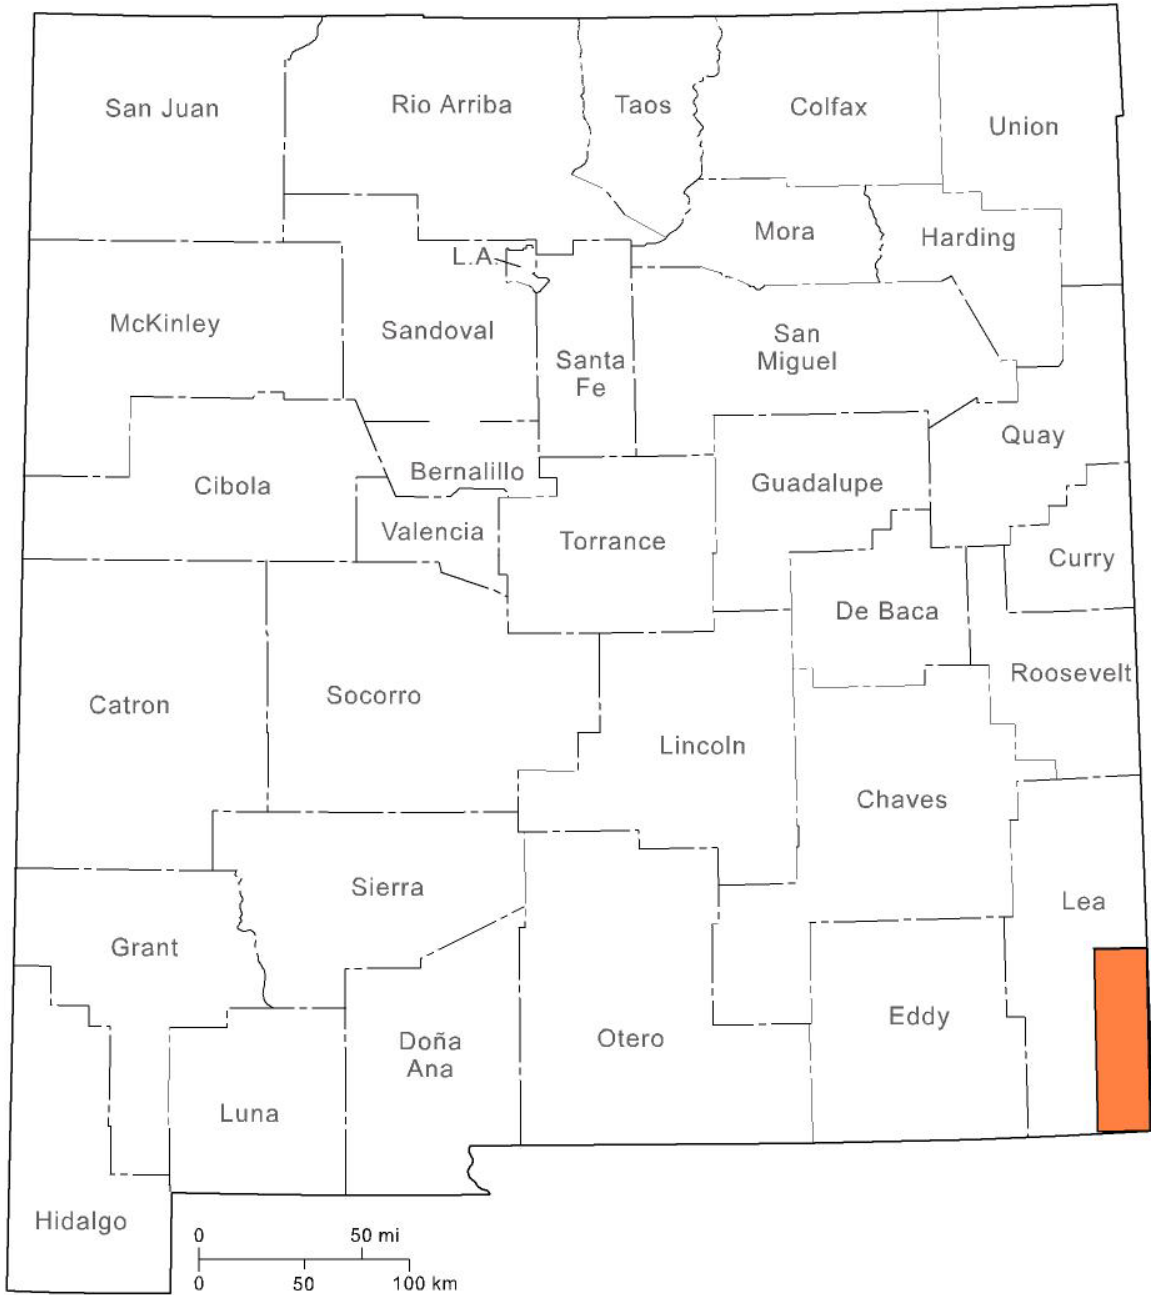 San Juan
Rio Arriba
Taos
Colfax
Union
Mora
Harding
L.A.
McKinley
Sandoval
Santa
Fe
San
Miguel
Quay
Cibola
Bernalillo
Guadalupe
Valencia
Torrance
Curry
De Baca
Roosevelt
Catron
Socorro
Lincoln
Chaves
Sierra
Lea
Grant
Eddy
Otero
Doña
Ana
Luna
Hidalgo
0 50 mi
0 50 100 km